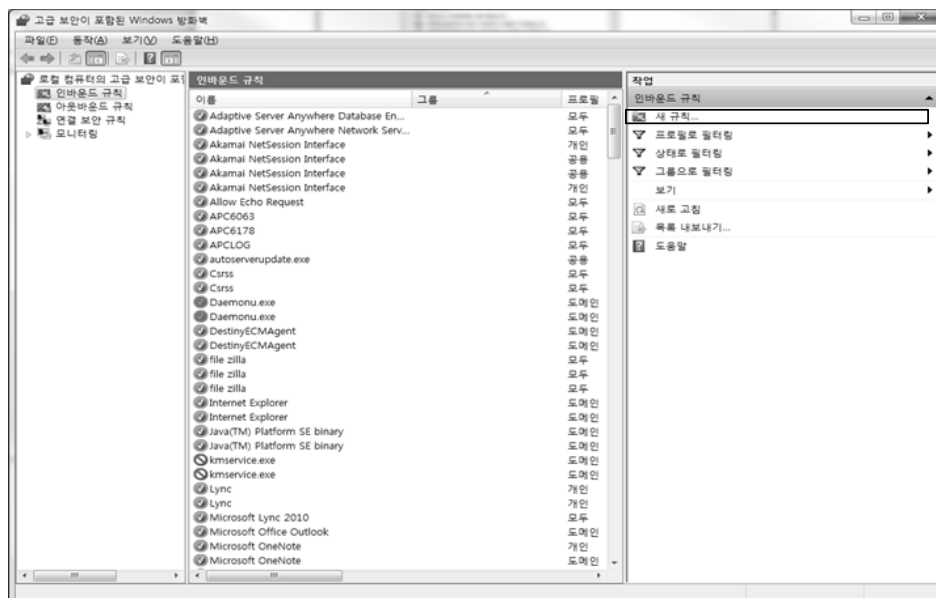 고급 보안이 포함된 Windows 방화벽
파일(F) 동작(A) 보기(V) 도움말(H)
로컬 컴퓨터의 고급 보안이 포함
인바운드 규칙
아웃바운드 규칙
연결 보안 규칙
모니터링
인바운드 규칙
이름 그룹 프로필
Adaptive Server Anywhere Database En... 모두
Adaptive Server Anywhere Network Serv... 모두
Akamai NetSession Interface 개인
Akamai NetSession Interface 공용
Akamai NetSession Interface 공용
Akamai NetSession Interface 개인
Allow Echo Request 모두
APC6063 모두
APC6178 모두
APCLOG 모두
autoserverupdate.exe 공용
Csrss 모두
Csrss 모두
Daemonu.exe 도메인
Daemonu.exe 도메인
DestinyECMAgent 도메인
DestinyECMAgent 도메인
file zilla 모두
file zilla 모두
file zilla 모두
Internet Explorer 도메인
Internet Explorer 도메인
Java(TM) Platform SE binary 도메인
Java(TM) Platform SE binary 도메인
kmservice.exe 도메인
kmservice.exe 도메인
Lync 개인
Lync 개인
Microsoft Lync 2010 모두
Microsoft Office Outlook 도메인
Microsoft OneNote 개인
Microsoft OneNote 도메인
작업
인바운드 규칙
새 규칙...
프로필로 필터링
상태로 필터링
그룹으로 필터링
보기
새로 고침
목록 내보내기...
도움말